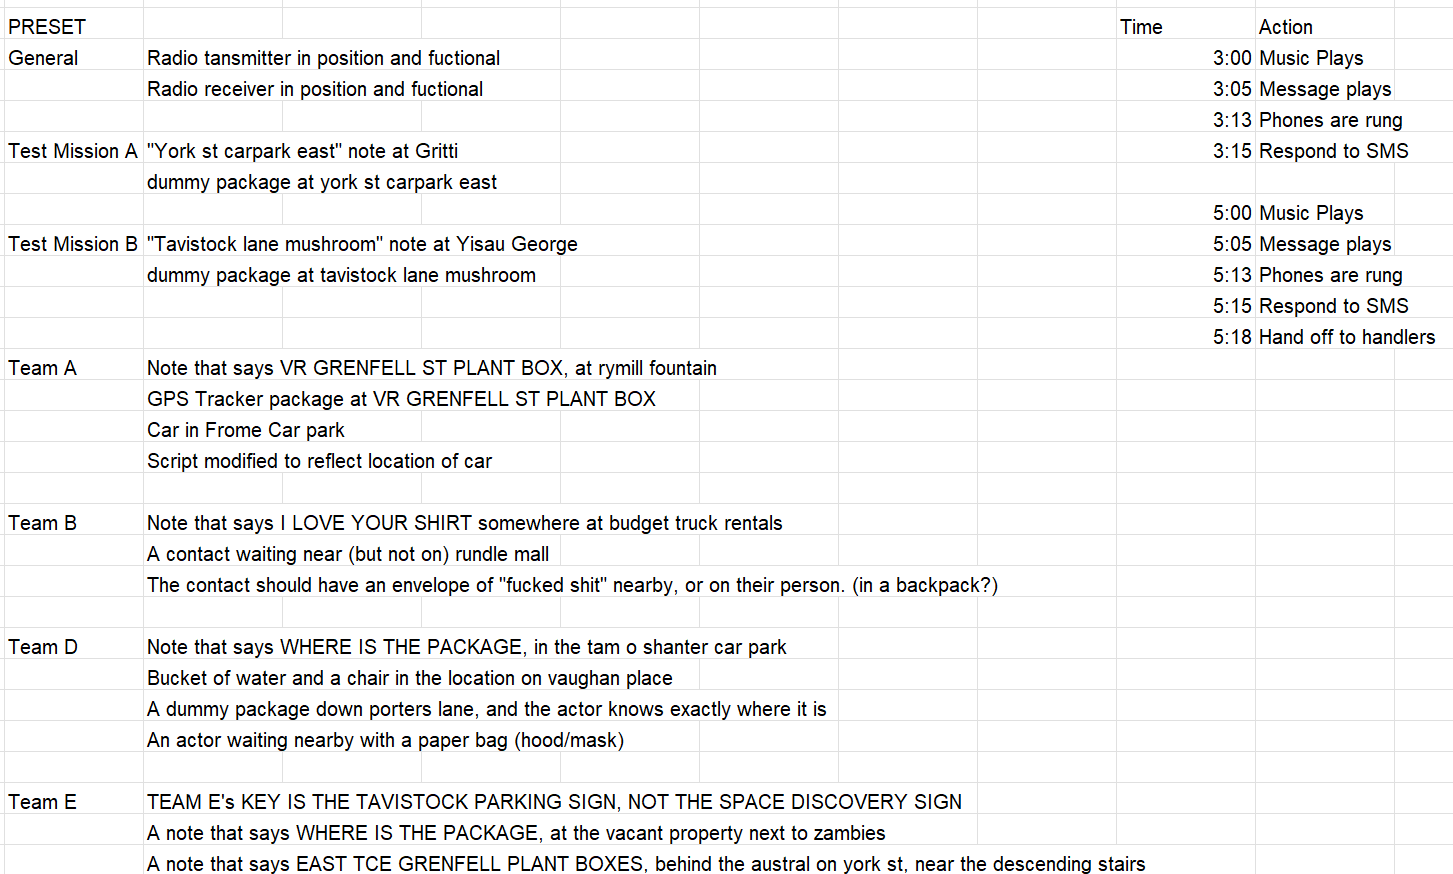 PRESET Time Action
General Radio tansmitter in position and fuctional 3:00 Music Plays
Radio receiver in position and fuctional 3:05 Message plays
3:13 Phones are rung
Test Mission A "York st carpark east" note at Gritti 3:15 Respond to SMS
dummy package at york st carpark east
5:00 Music Plays
Test Mission B "Tavistock lane mushroom" note at Yisau George 5:05 Message plays
dummy package at tavistock lane mushroom 5:13 Phones are rung
5:15 Respond to SMS
5:18 Hand off to handlers
Team A Note that says VR GRENFELL ST PLANT BOX, at rymill fountain
GPS Tracker package at VR GRENFELL ST PLANT BOX
Car in Frome Car park
Script modified to reflect location of car
Team B Note that says I LOVE YOUR SHIRT somewhere at budget truck rentals
A contact waiting near (but not on) rundle mall
The contact should have an envelope of "fucked shit" nearby, or on their person. (in a backpack?)
Team D Note that says WHERE IS THE PACKAGE, in the tam o shanter car park
Bucket of water and a chair in the location on vaughan place
A dummy package down porters lane, and the actor knows exactly where it is
An actor waiting nearby with a paper bag (hood/mask)
Team E TEAM E's KEY IS THE TAVISTOCK PARKING SIGN, NOT THE SPACE DISCOVERY SIGN
A note that says WHERE IS THE PACKAGE, at the vacant property next to zambies
A note that says EAST TCE GRENFELL PLANT BOXES, behind the austral on york st, near the descending stairs